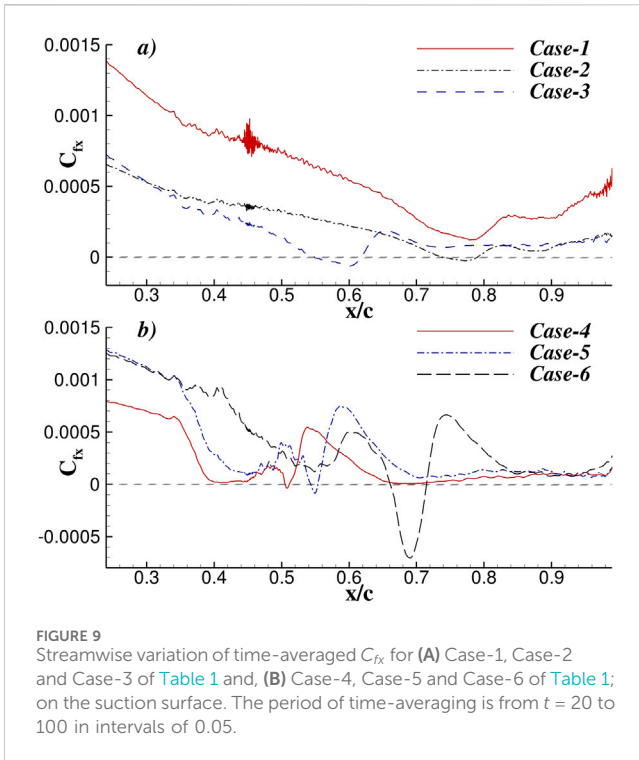 a)
Case-1
Case-2
Case-3
0.0015
0.001
0.0005
0
C_fx
0.3 0.4 0.5 0.6 0.7 0.8 0.9
x/c
b)
Case-4
Case-5
Case-6
0.0015
0.001
0.0005
0
-0.0005
C_fx
0.3 0.4 0.5 0.6 0.7 0.8 0.9
x/c
FIGURE 9
Streamwise variation of time-averaged C_fx for (A) Case-1, Case-2
and Case-3 of Table 1 and, (B) Case-4, Case-5 and Case-6 of Table 1;
on the suction surface. The period of time-averaging is from t = 20 to
100 in intervals of 0.05.